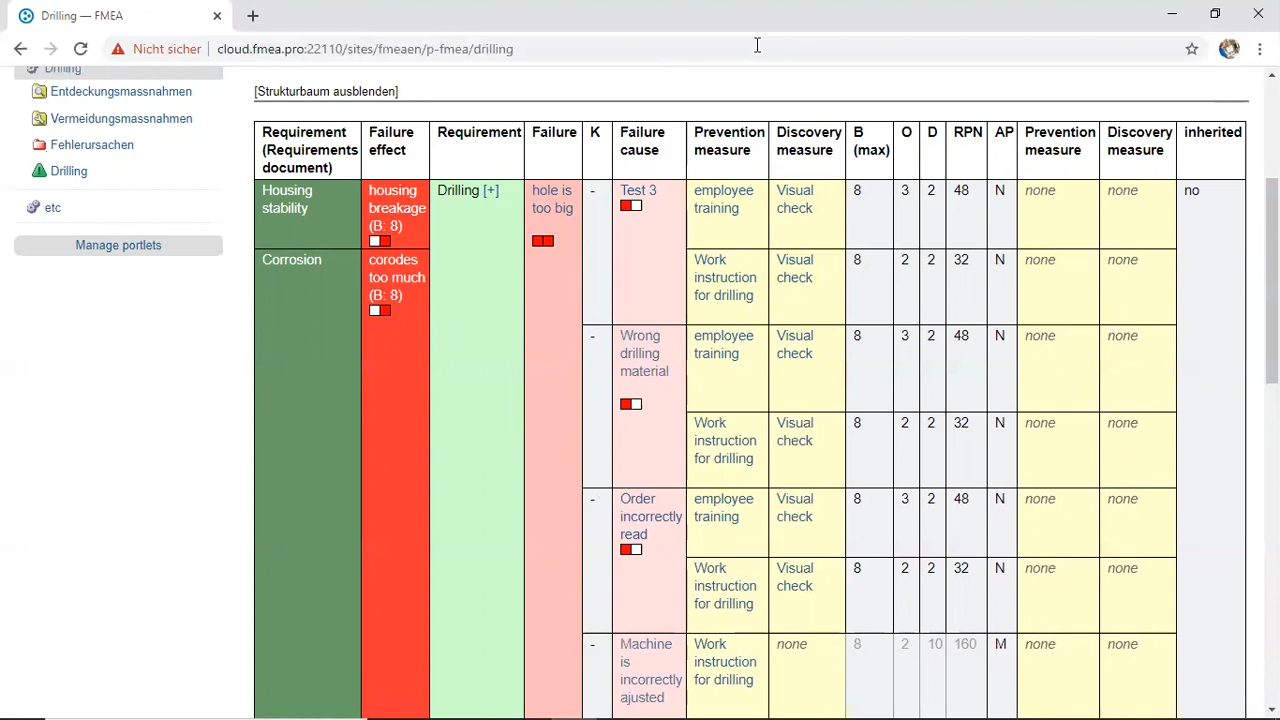 Drilling — FMEA
Nicht sicher
cloud.fmea.pro:22110/sites/fmeaen/p-fmea/drilling
Drilling
Entdeckungsmassnahmen
Vermeidungsmassnahmen
Fehlerursachen
Drilling
etc
Manage portlets
[Strukturbaum ausblenden]
Requirement
(Requirements
document)
Failure
effect
Requirement
Failure
K
Failure
cause
Prevention
measure
Discovery
measure
B
(max)
O
D
RPN
AP
Prevention
measure
Discovery
measure
inherited
Housing
stability
housing
breakage
(B: 8)
Drilling [+]
hole is
too big
-
Test 3
employee
training
Visual
check
8
3
2
48
N
none
none
no
Corrosion
corodes
too much
(B: 8)
Work
instruction
for drilling
Visual
check
8
2
2
32
N
none
none
-
Wrong
drilling
material
employee
training
Visual
check
8
3
2
48
N
none
none
Work
instruction
for drilling
Visual
check
8
2
2
32
N
none
none
-
Order
incorrectly
read
employee
training
Visual
check
8
3
2
48
N
none
none
Work
instruction
for drilling
Visual
check
8
2
2
32
N
none
none
-
Machine
is
incorrectly
ajusted
Work
instruction
for drilling
none
8
2
10
160
M
none
none